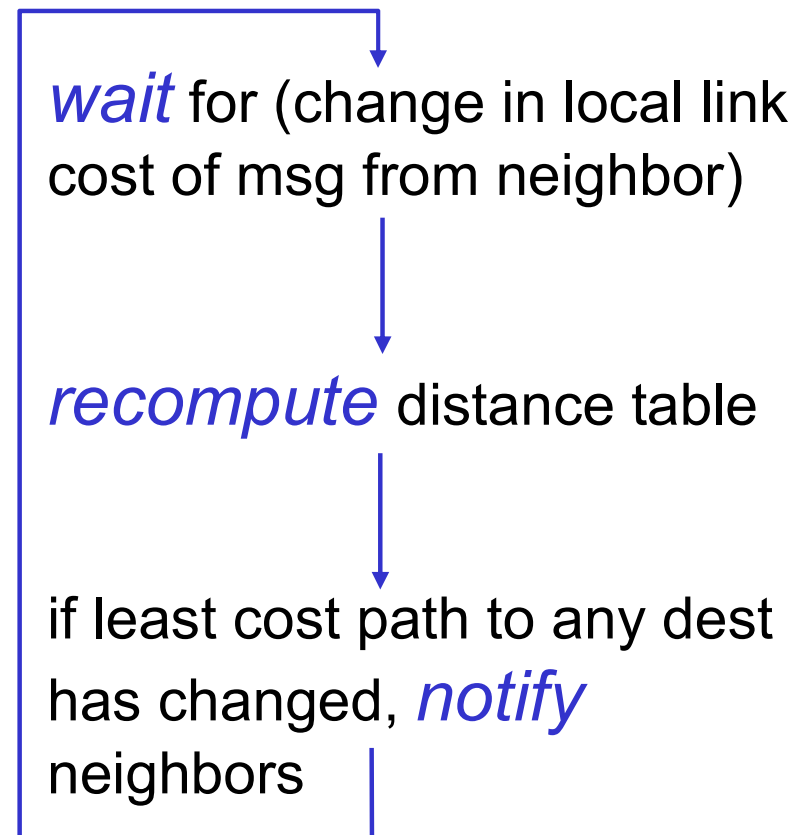 wait for (change in local link
cost of msg from neighbor)
recompute distance table
if least cost path to any dest
has changed, notify
neighbors